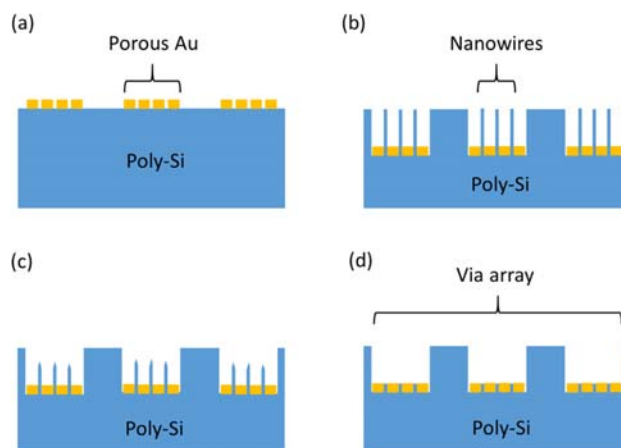 (a)
Porous Au
Poly-Si
(b)
Nanowires
Poly-Si
(c)
Poly-Si
(d)
Via array
Poly-Si